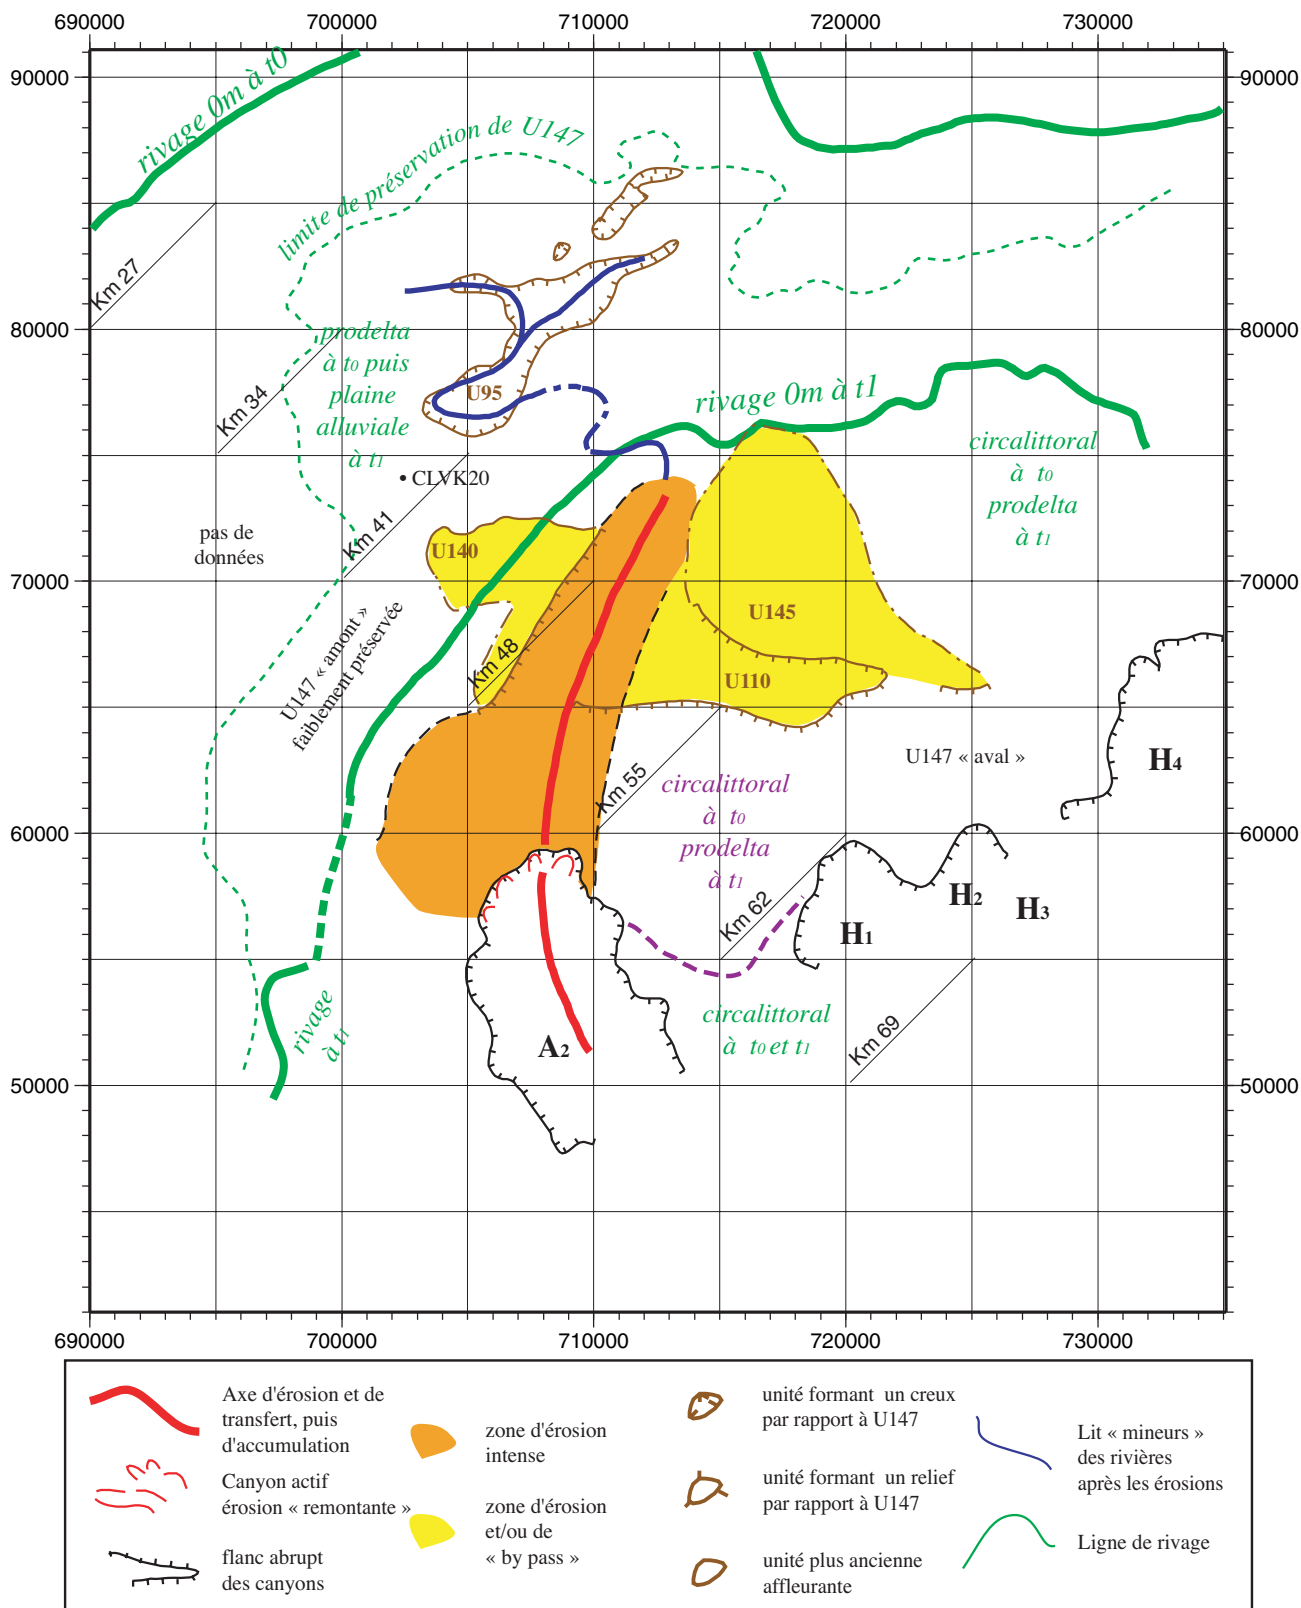 690000 700000 710000 720000 730000
90000 90000
rivage 0m à t0
limite de préservation de U147
Km 27
80000 80000
prodelta
à t0 puis
plaine
alluviale
à t1
Km 34
U95
rivage 0m à t1
circalittoral
à t0
prodelta
à t1
• CLVK20
pas de
données
Km 41
U140
70000 70000
U145
U147 « amont »
faiblement préservée
Km 48
U110
U147 « aval »
H4
Km 55
circalittoral
à t0
prodelta
à t1
60000 60000
Km 62
H2
H3
H1
rivage
à t1
circalittoral
à t0 et t1
Km 69
A2
50000 50000
690000 700000 710000 720000 730000
Axe d'érosion et de
transfert, puis
d'accumulation
Canyon actif
érosion « remontante »
flanc abrupt
des canyons
zone d'érosion
intense
zone d'érosion
et/ou de
« by pass »
unité formant un creux
par rapport à U147
unité formant un relief
par rapport à U147
unité plus ancienne
affleurante
Lit « mineurs »
des rivières
après les érosions
Ligne de rivage